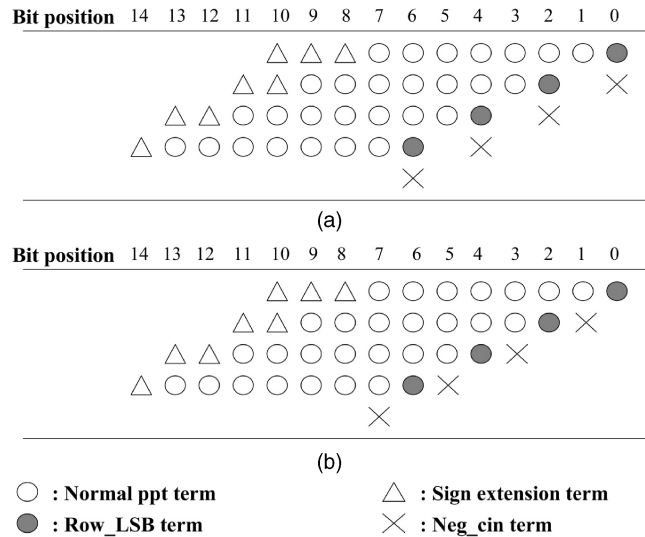 Bit position 14 13 12 11 10 9 8 7 6 5 4 3 2 1 0
(a)
Bit position 14 13 12 11 10 9 8 7 6 5 4 3 2 1 0
(b)
: Normal ppt term
: Sign extension term
: Row_LSB term
: Neg_cin term